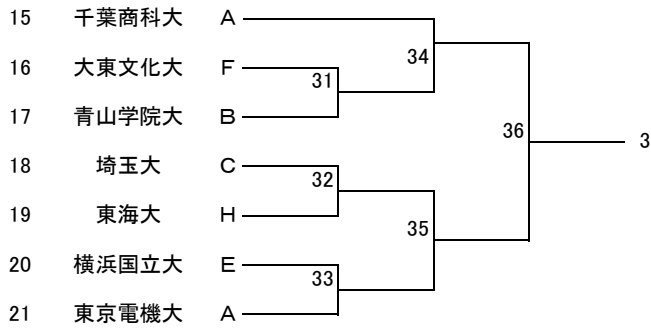 15 千葉商科大 A
34
16 大東文化大 F
31
17 青山学院大 B
36
3
18 埼玉大 C
32
19 東海大 H
35
20 横浜国立大 E
33
21 東京電機大 A